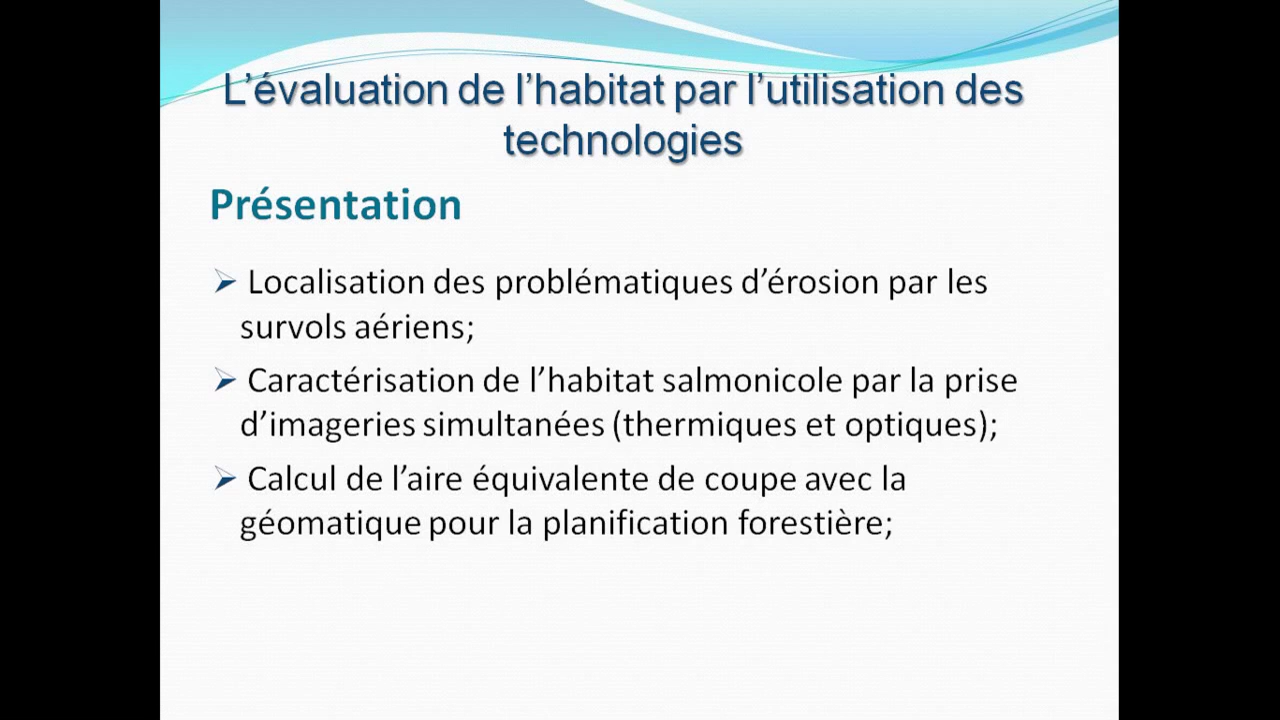 L’évaluation de l’habitat par l’utilisation des
technologies
Présentation
➢ Localisation des problématiques d’érosion par les
survols aériens;
➢ Caractérisation de l’habitat salmonicole par la prise
d’imageries simultanées (thermiques et optiques);
➢ Calcul de l’aire équivalente de coupe avec la
géomatique pour la planification forestière;